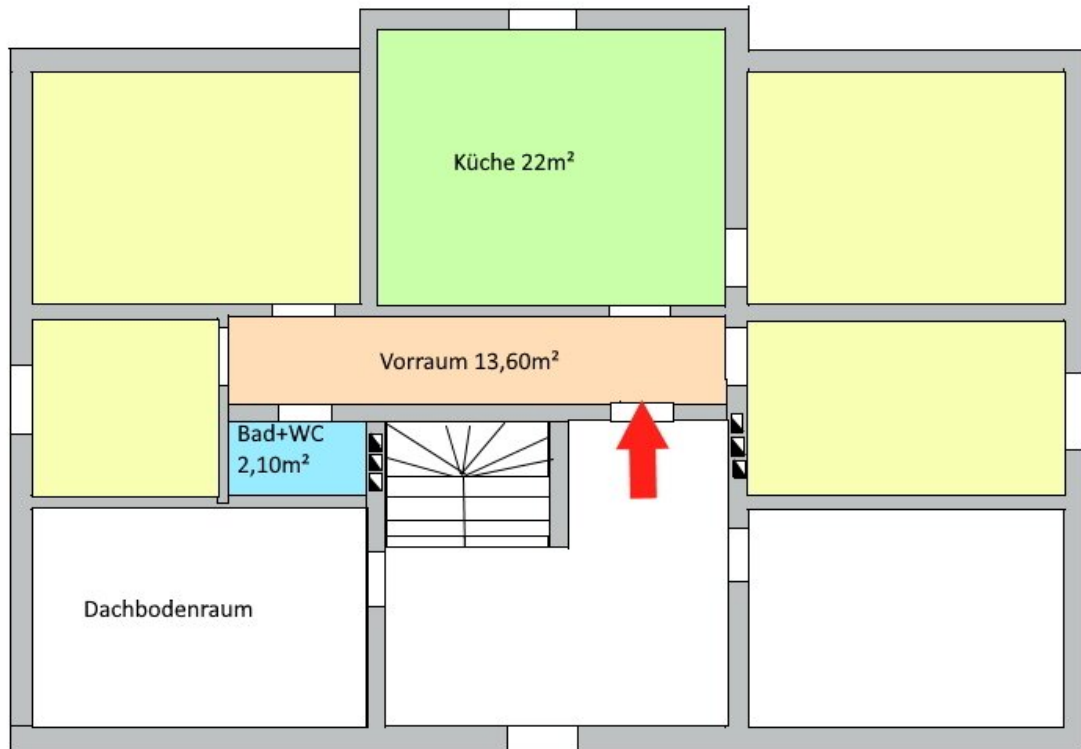 Küche 22m²
Vorraum 13,60m²
Bad+WC
2,10m²
Dachbodenraum